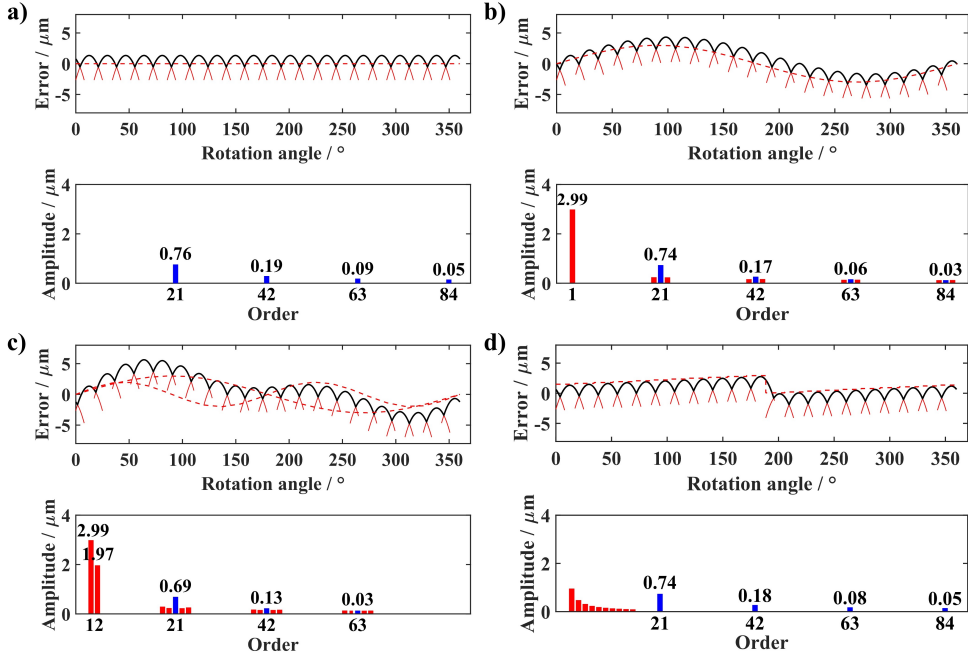 a)
Error / µm
5
0
-5
0 50 100 150 200 250 300 350
Rotation angle / °
Amplitude / µm
4
2
0
0.76 0.19 0.09 0.05
21 42 63 84
Order
b)
Error / µm
5
0
-5
0 50 100 150 200 250 300 350
Rotation angle / °
Amplitude / µm
4
2
0
2.99 0.74 0.17 0.06 0.03
1 21 42 63 84
Order
c)
Error / µm
5
0
-5
0 50 100 150 200 250 300 350
Rotation angle / °
Amplitude / µm
4
2
0
2.99
1.97
0.69 0.13 0.03
1 2 21 42 63
Order
d)
Error / µm
5
0
-5
0 50 100 150 200 250 300 350
Rotation angle / °
Amplitude / µm
4
2
0
0.74 0.18 0.08 0.05
21 42 63 84
Order